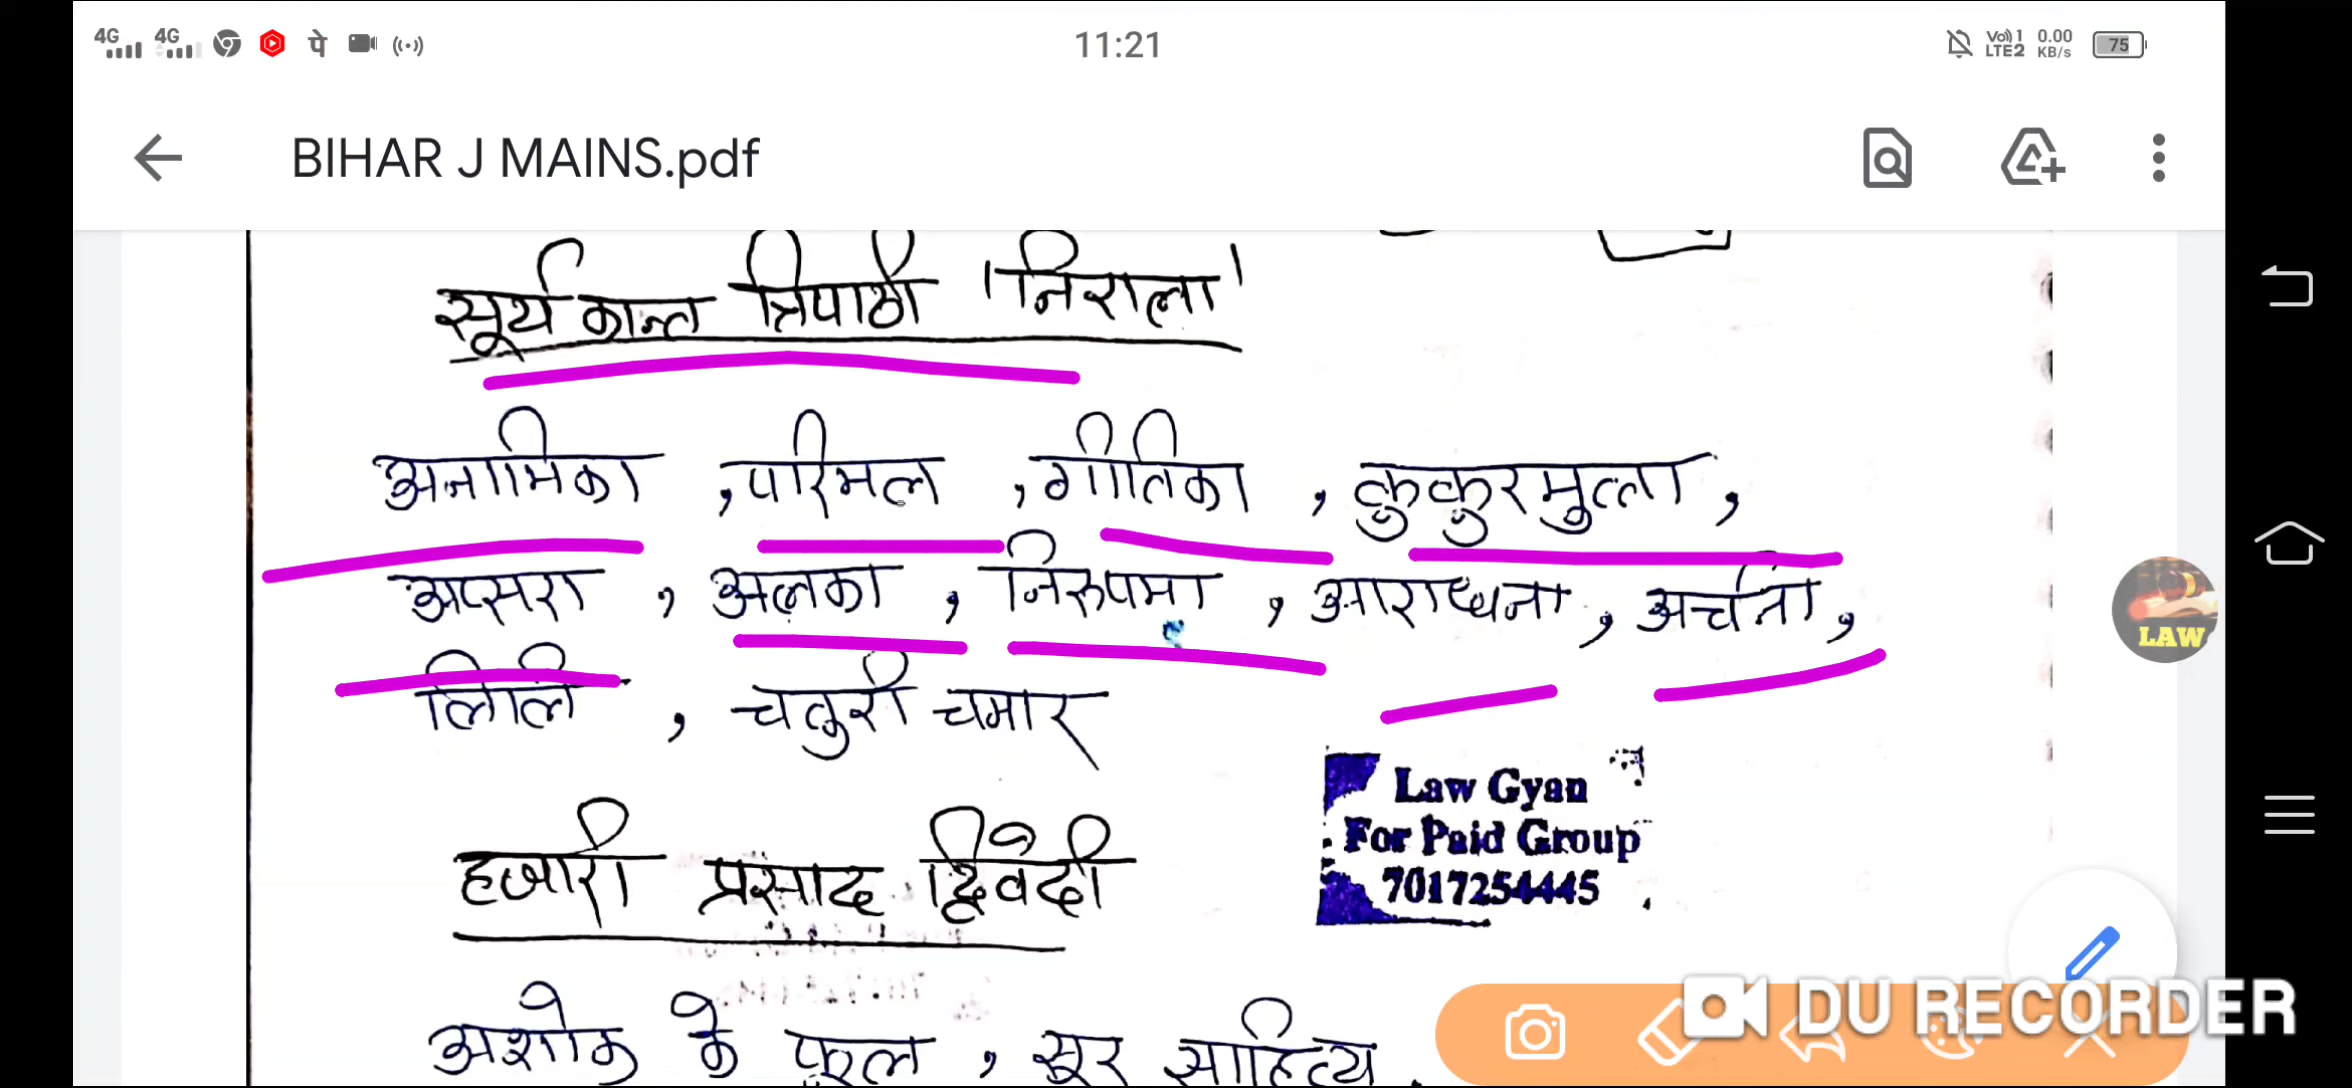 4G 4G पे 11:21 Vo)) 1 LTE2 0.00 KB/s 75
BIHAR J MAINS.pdf
सूर्यकान्त त्रिपाठी 'निराला'
अनामिका, परिमल, गीतिका, कुकुरमुत्ता,
अप्सरा, अलका, निरुपमा, आराधना, अर्चना,
लिलि, चतुरी चमार
LAW
Law Gyan
For Paid Group
7017254445
हजारी प्रसाद द्विवेदी
अशोक के फूल, सूर साहित्य,
DU RECORDER